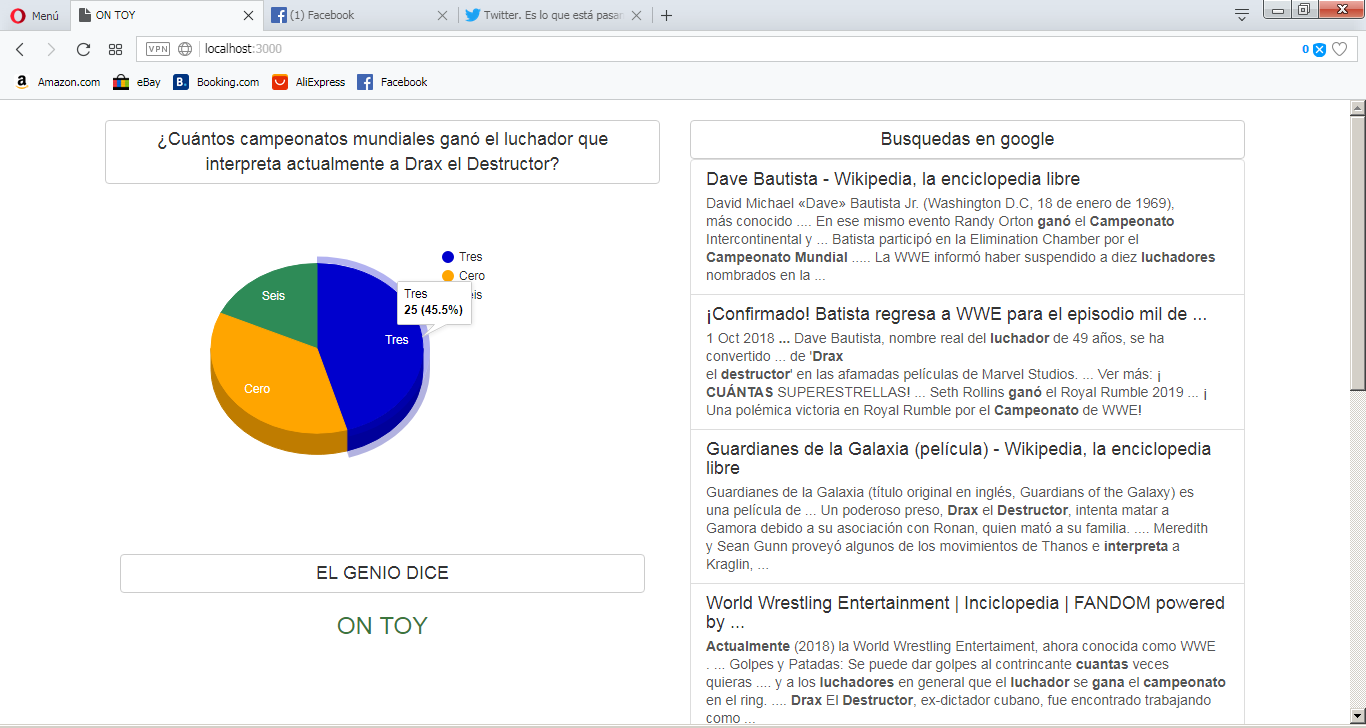 Menú
ON TOY
(1) Facebook
Twitter. Es lo que está pasan
VPN
localhost:3000
0
Amazon.com
eBay
B.
Booking.com
AliExpress
Facebook
¿Cuántos campeonatos mundiales ganó el luchador que
interpreta actualmente a Drax el Destructor?
Tres
Cero
eis
Tres
25 (45.5%)
Seis
Tres
Cero
EL GENIO DICE
ON TOY
Busquedas en google
Dave Bautista - Wikipedia, la enciclopedia libre
David Michael «Dave» Bautista Jr. (Washington D.C, 18 de enero de 1969),
más conocido .... En ese mismo evento Randy Orton ganó el Campeonato
Intercontinental y ... Batista participó en la Elimination Chamber por el
Campeonato Mundial ..... La WWE informó haber suspendido a diez luchadores
nombrados en la ...
¡Confirmado! Batista regresa a WWE para el episodio mil de ...
1 Oct 2018 ... Dave Bautista, nombre real del luchador de 49 años, se ha
convertido ... de 'Drax
el destructor' en las afamadas películas de Marvel Studios. ... Ver más: ¡
CUÁNTAS SUPERESTRELLAS! ... Seth Rollins ganó el Royal Rumble 2019 ... ¡
Una polémica victoria en Royal Rumble por el Campeonato de WWE!
Guardianes de la Galaxia (película) - Wikipedia, la enciclopedia
libre
Guardianes de la Galaxia (título original en inglés, Guardians of the Galaxy) es
una película de ... Un poderoso preso, Drax el Destructor, intenta matar a
Gamora debido a su asociación con Ronan, quien mató a su familia. .... Meredith
y Sean Gunn proveyó algunos de los movimientos de Thanos e interpreta a
Kraglin, ...
World Wrestling Entertainment | Inciclopedia | FANDOM powered
by ...
Actualmente (2018) la World Wrestling Entertaiment, ahora conocida como WWE
. ... Golpes y Patadas: Se puede dar golpes al contrincante cuantas veces
quieras .... y a los luchadores en general que el luchador se gana el campeonato
en el ring. .... Drax El Destructor, ex-dictador cubano, fue encontrado trabajando
como ...